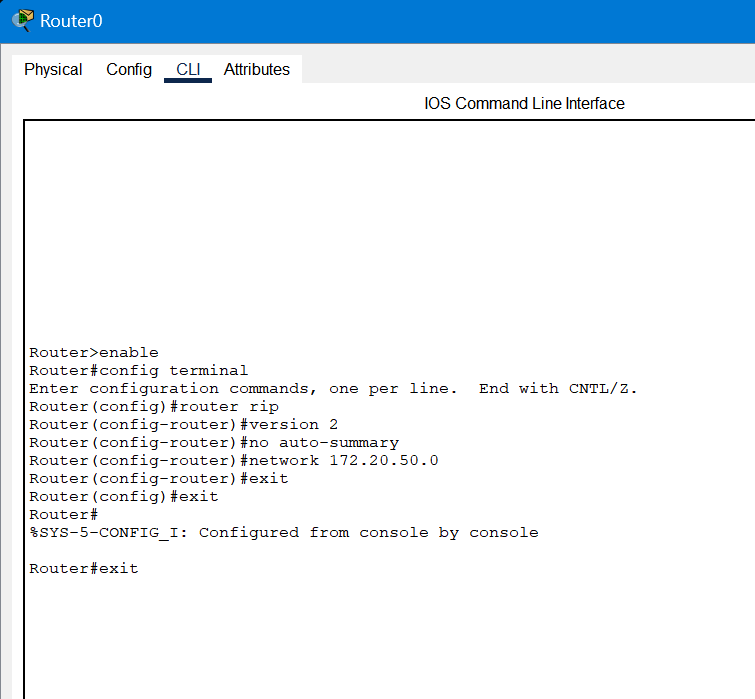 Router0
Physical Config CLI Attributes
IOS Command Line Interface
Router>enable
Router#config terminal
Enter configuration commands, one per line.  End with CNTL/Z.
Router(config)#router rip
Router(config-router)#version 2
Router(config-router)#no auto-summary
Router(config-router)#network 172.20.50.0
Router(config-router)#exit
Router(config)#exit
Router#
%SYS-5-CONFIG_I: Configured from console by console
Router#exit